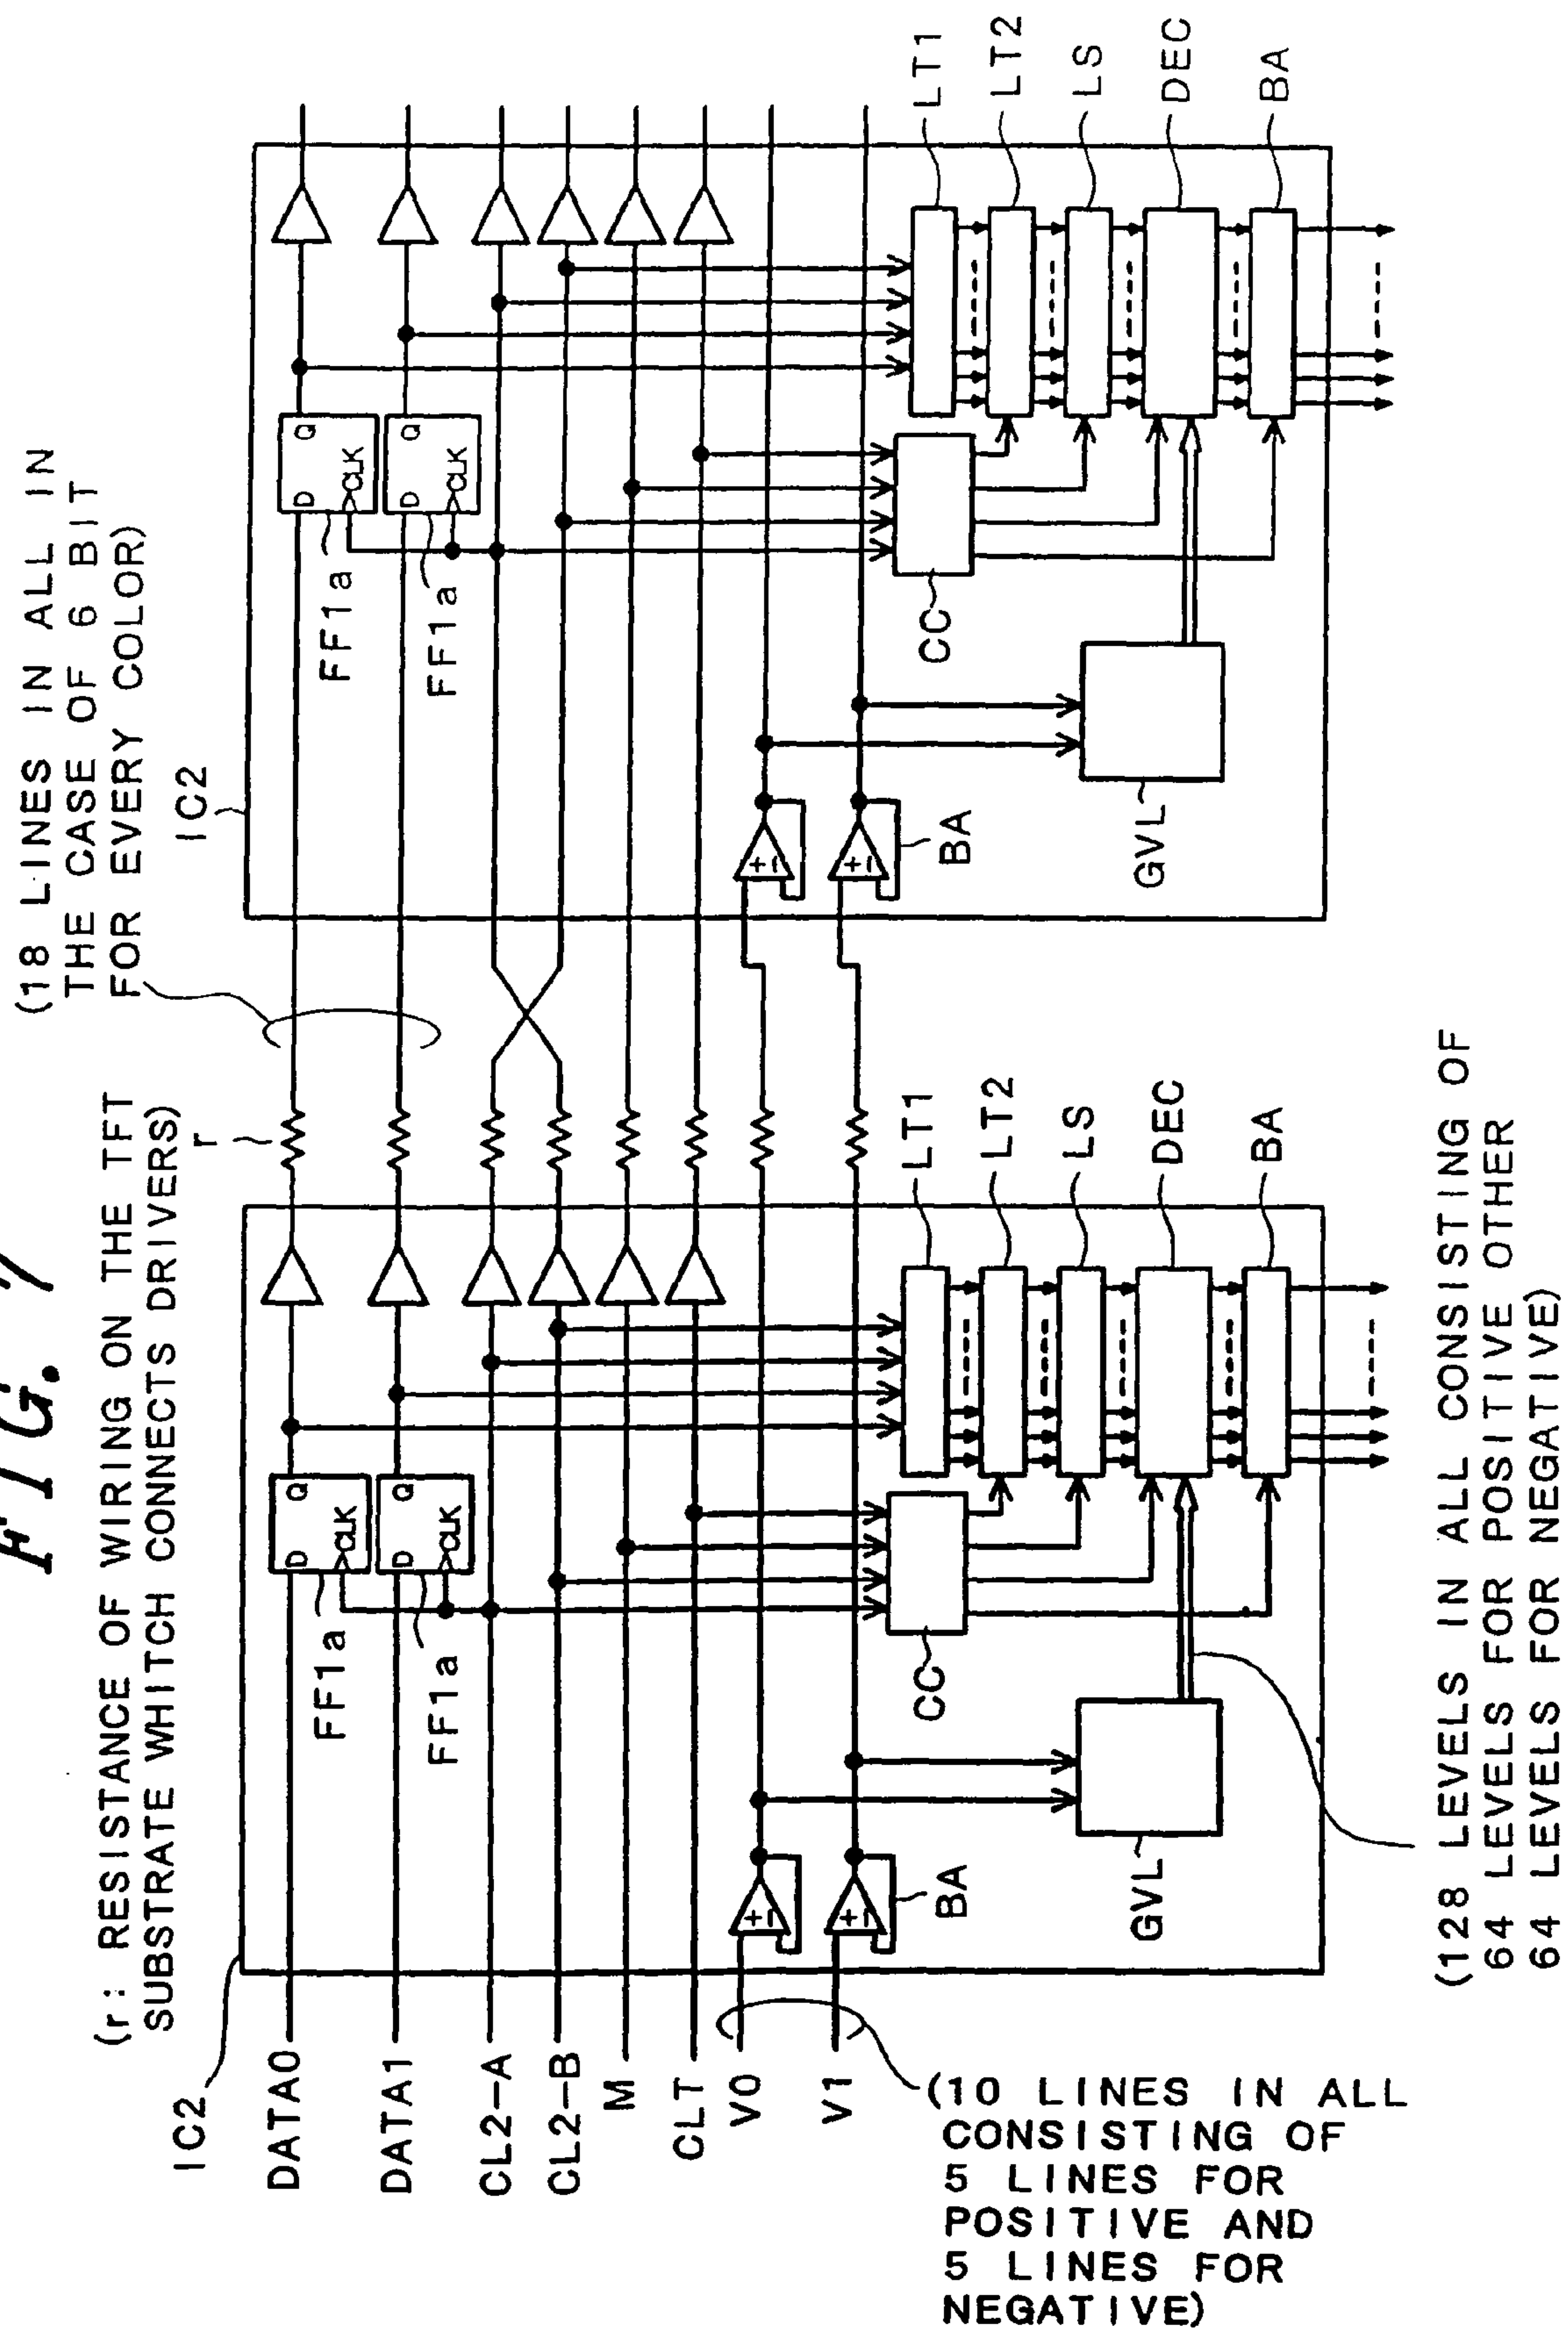 FIG. 7
(r: RESISTANCE OF WIRING ON THE TFT
SUBSTRATE WHITCH CONNECTS DRIVERS)
(18 LINES IN ALL IN
THE CASE OF 6 BIT
FOR EVERY COLOR)
IC2
r
IC2
DATA0
DATA1
CL2-A
CL2-B
M
CLT
V0
V1
D
Q
CLK
FF1a
D
Q
CLK
FF1a
+
-
+
-
BA
CC
GVL
LT1
LT2
LS
DEC
BA
D
Q
CLK
FF1a
D
Q
CLK
FF1a
+
-
+
-
BA
CC
GVL
LT1
LT2
LS
DEC
BA
(10 LINES IN ALL
CONSISTING OF
5 LINES FOR
POSITIVE AND
5 LINES FOR
NEGATIVE)
(128 LEVELS IN ALL CONSISTING OF
64 LEVELS FOR POSITIVE OTHER
64 LEVELS FOR NEGATIVE)